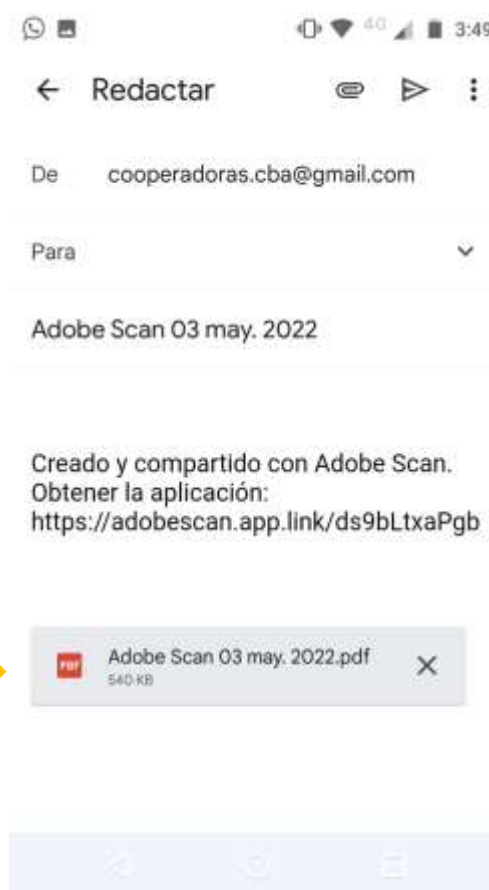 4G 3:49
Redactar
De cooperadoras.cba@gmail.com
Para
Adobe Scan 03 may. 2022
Creado y compartido con Adobe Scan.
Obtener la aplicación:
https://adobescan.app.link/ds9bLtxaPgb
PDF Adobe Scan 03 may. 2022.pdf
540 KB